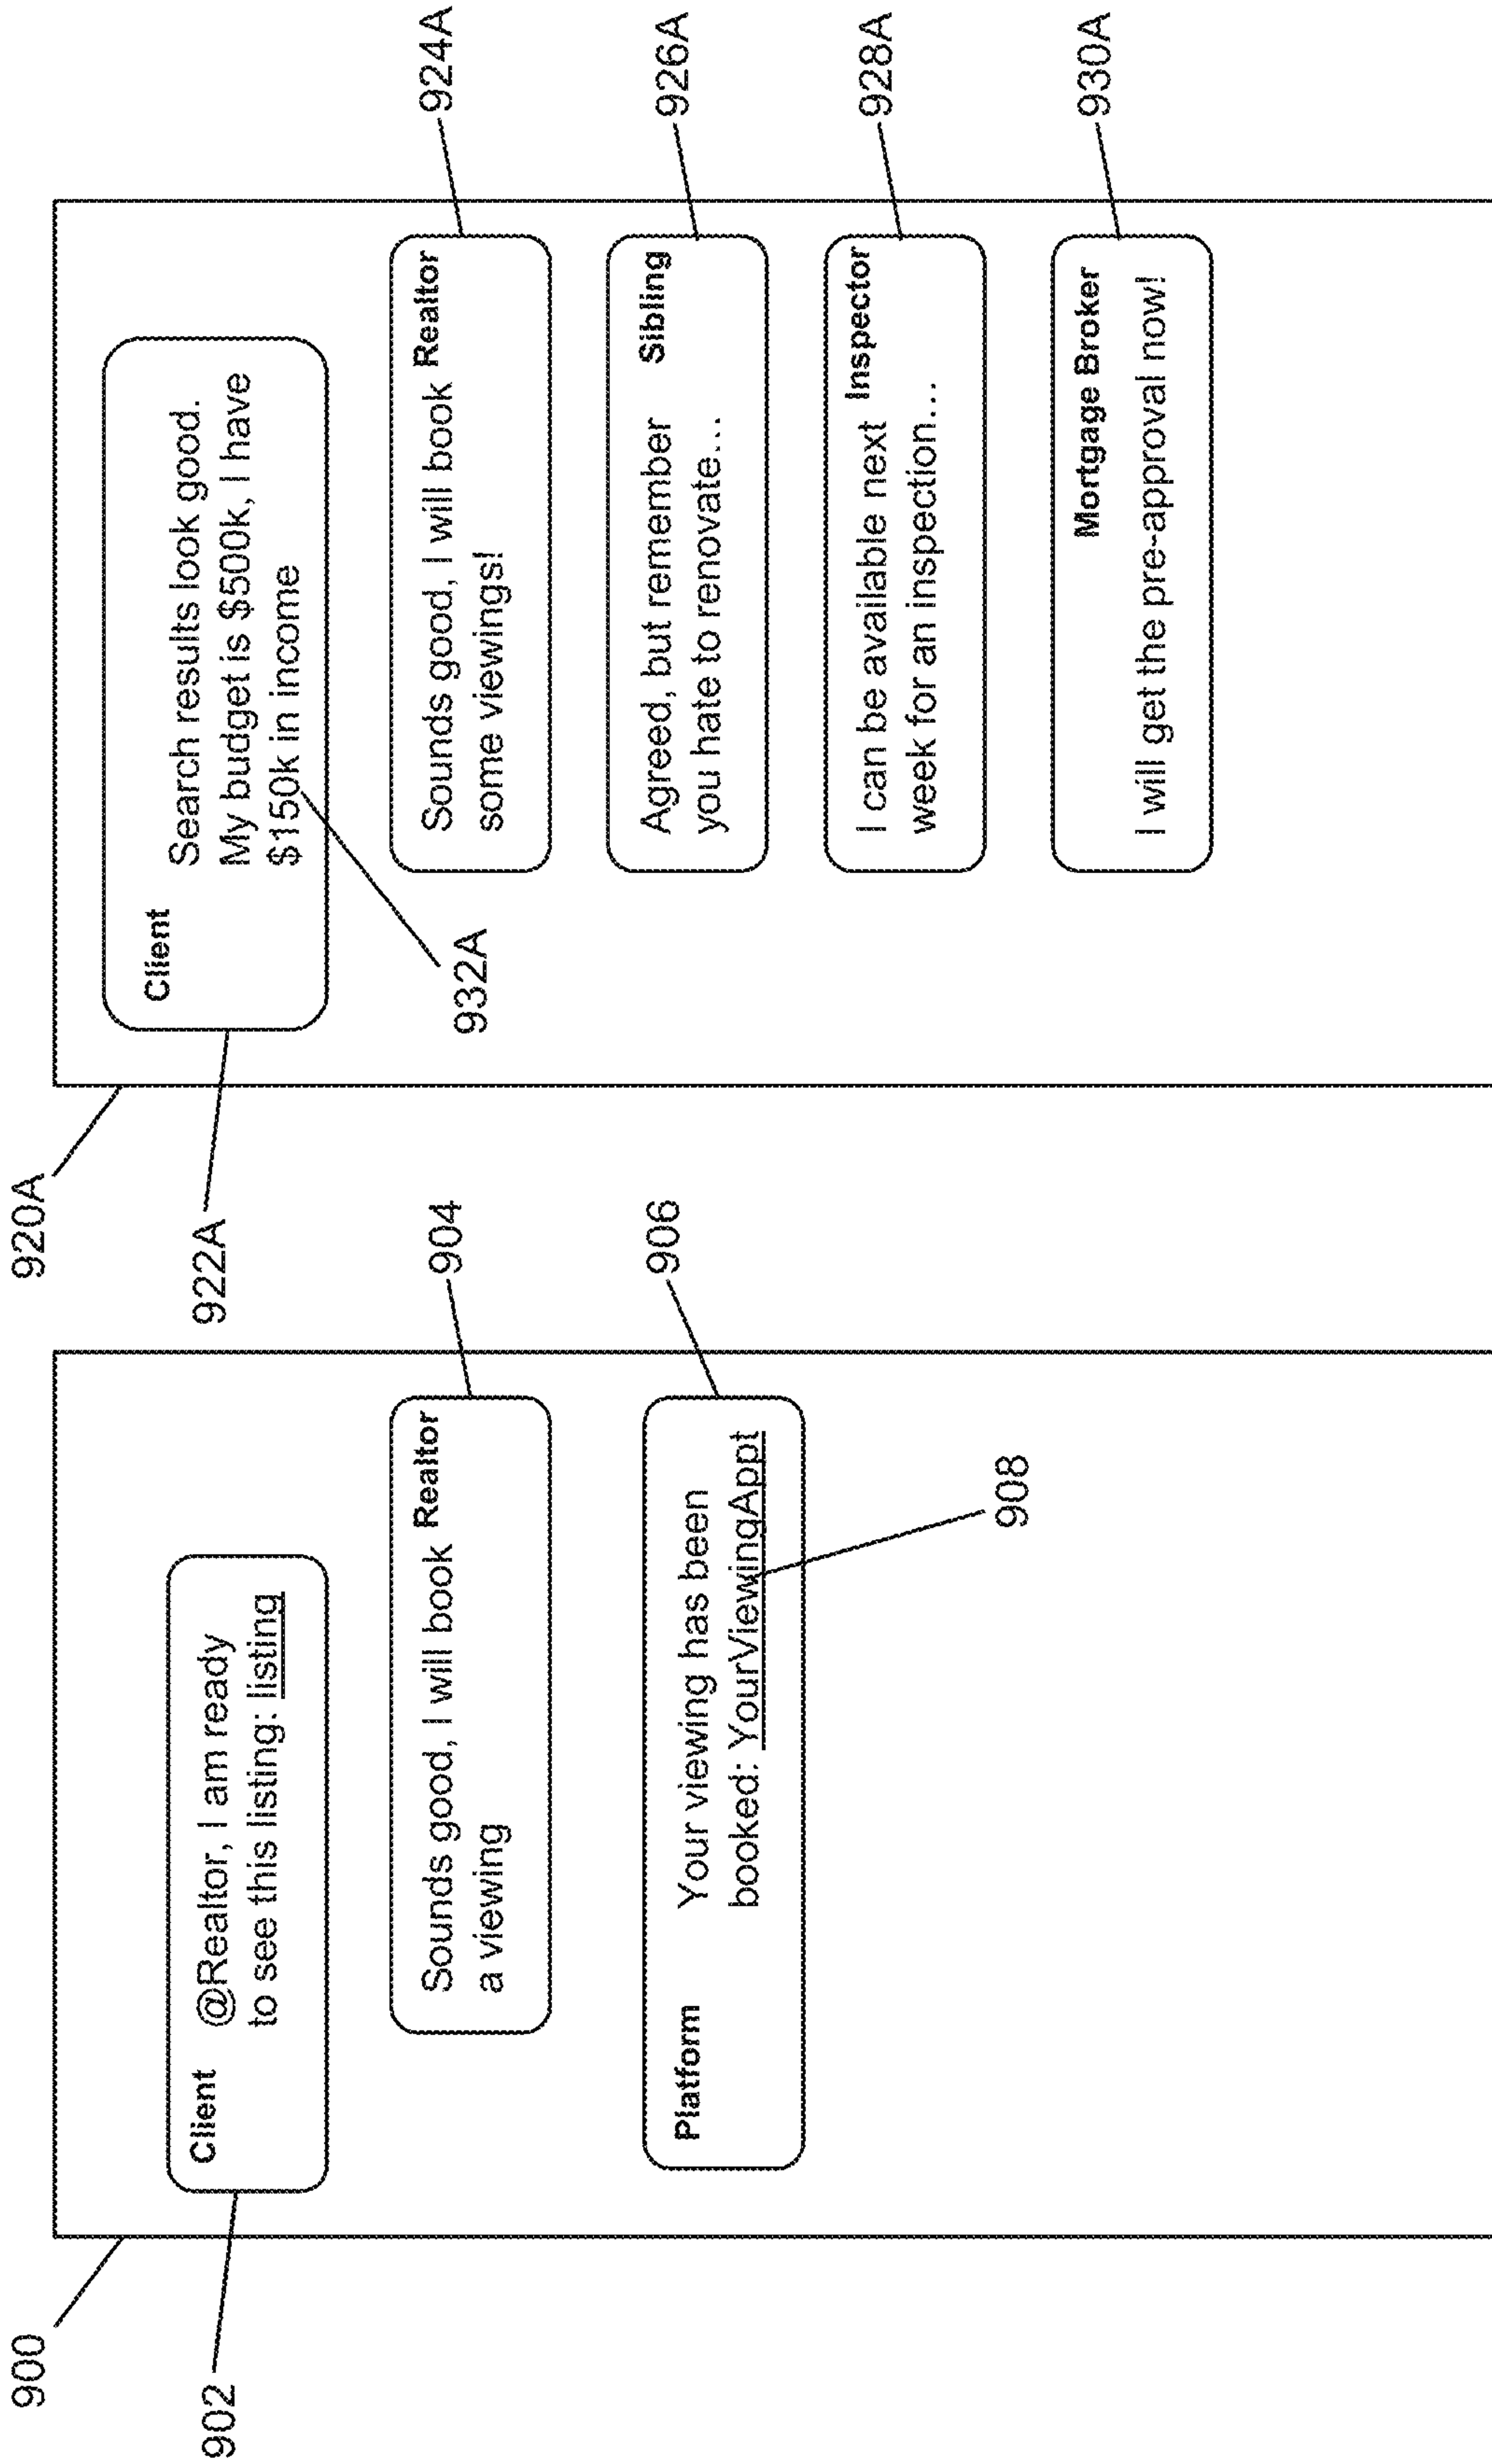 900
902
Client
@Realtor, I am ready
to see this listing: listing
Sounds good, I will book
a viewing
Realtor
904
Platform
Your viewing has been
booked: YourViewingAppt
906
908
920A
922A
Client
Search results look good.
My budget is $500k, I have
$150k in income
932A
Sounds good, I will book
some viewings!
Realtor
924A
Agreed, but remember
you hate to renovate...
Sibling
926A
I can be available next
week for an inspection...
Inspector
928A
Mortgage Broker
I will get the pre-approval now!
930A